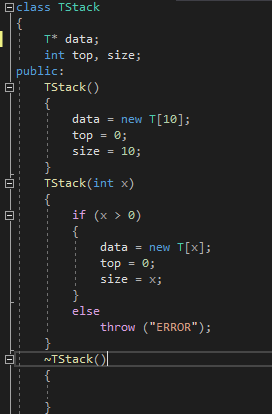 class TStack
{
    T* data;
    int top, size;
public:
    TStack()
    {
        data = new T[10];
        top = 0;
        size = 10;
    }
    TStack(int x)
    {
        if (x > 0)
        {
            data = new T[x];
            top = 0;
            size = x;
        }
        else
            throw ("ERROR");
    }
    ~TStack()
    {

    }